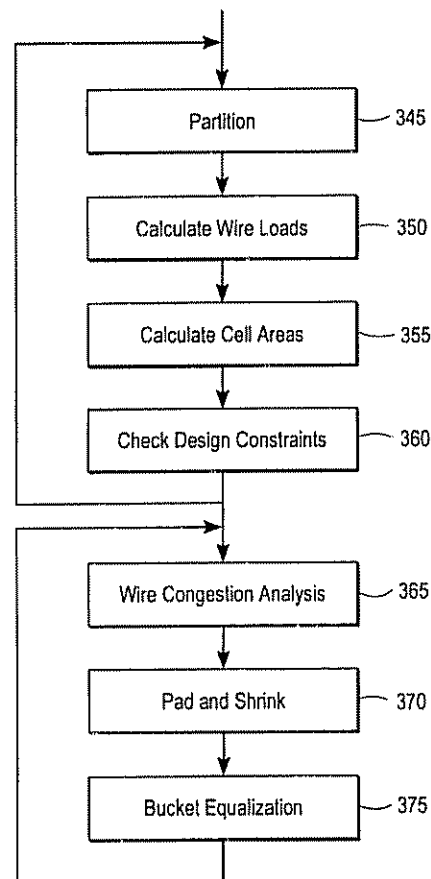 Partition 345
Calculate Wire Loads 350
Calculate Cell Areas 355
Check Design Constraints 360
Wire Congestion Analysis 365
Pad and Shrink 370
Bucket Equalization 375